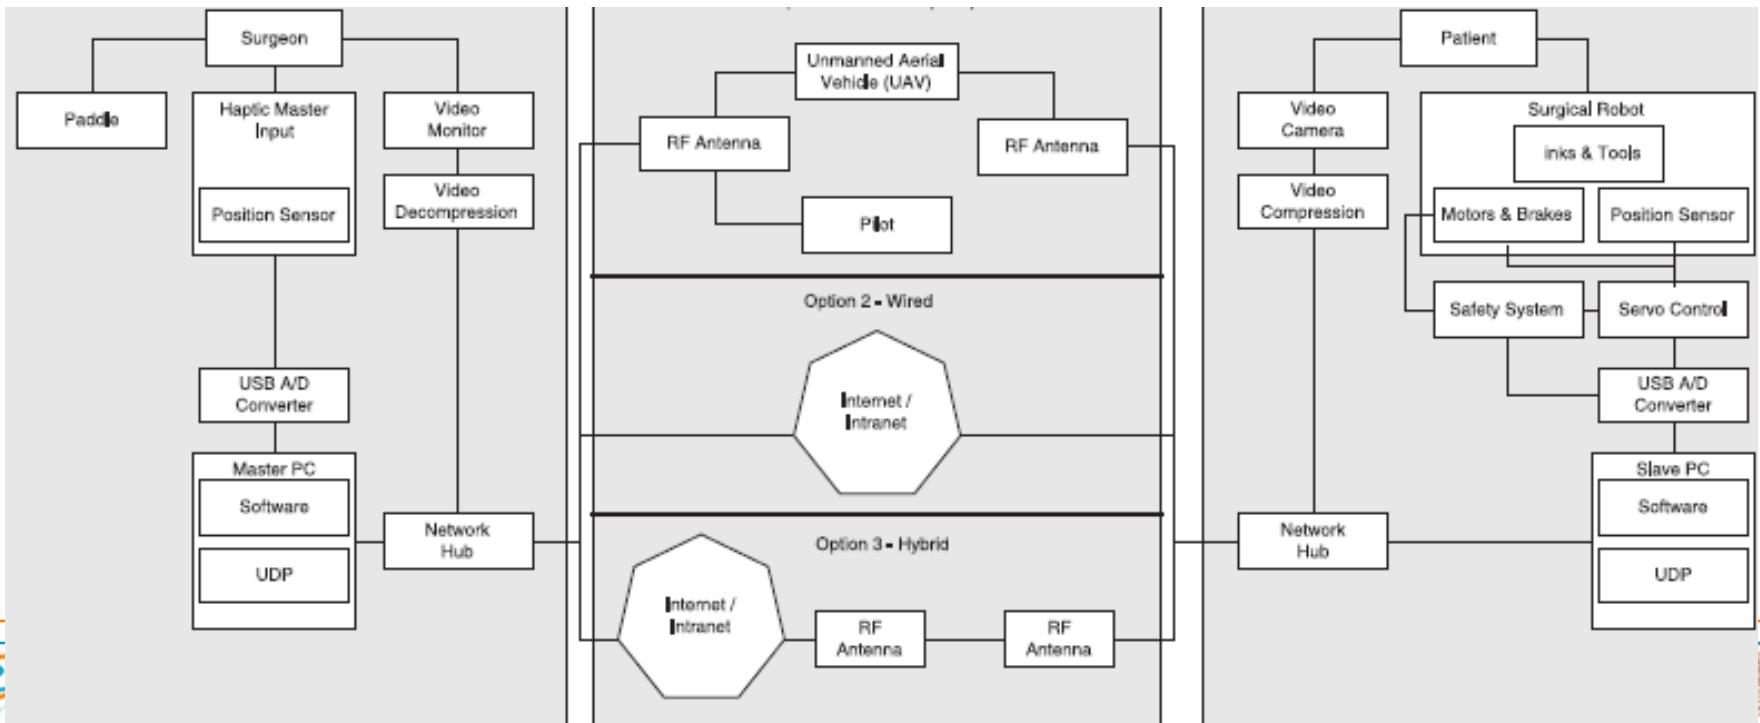 Surgeon
Paddle
Haptic Master
Input
Position Sensor
Video
Monitor
Video
Decompression
USB A/D
Converter
Master PC
Software
UDP
Network
Hub
Unmanned Aerial
Vehicle (UAV)
RF Antenna
RF Antenna
Pilot
Option 2 - Wired
Internet /
Intranet
Option 3 - Hybrid
Internet /
Intranet
RF
Antenna
RF
Antenna
Patient
Video
Camera
Video
Compression
Surgical Robot
inks & Tools
Motors & Brakes
Position Sensor
Safety System
Servo Control
USB A/D
Converter
Network
Hub
Slave PC
Software
UDP